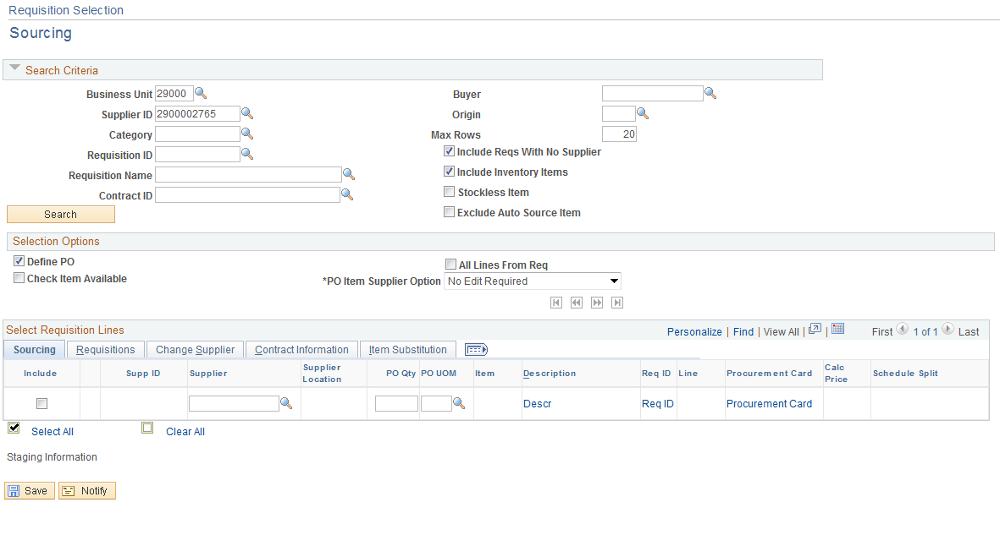 Requisition Selection
Sourcing
Search Criteria
Business Unit 29000 Buyer
Supplier ID 2900002765 Origin
Category Max Rows 20
Requisition ID Include Reqs With No Supplier
Requisition Name Include Inventory Items
Contract ID Stockless Item
Search Exclude Auto Source Item
Selection Options
Define PO All Lines From Req
Check Item Available *PO Item Supplier Option No Edit Required
Select Requisition Lines Personalize | Find | View All | | First 1 of 1 Last
Sourcing Requisitions Change Supplier Contract Information Item Substitution
Include Supp ID Supplier Supplier Location PO Qty PO UOM Item Description Req ID Line Procurement Card Calc Price Schedule Split
Descr Req ID Procurement Card
Select All Clear All
Staging Information
Save Notify